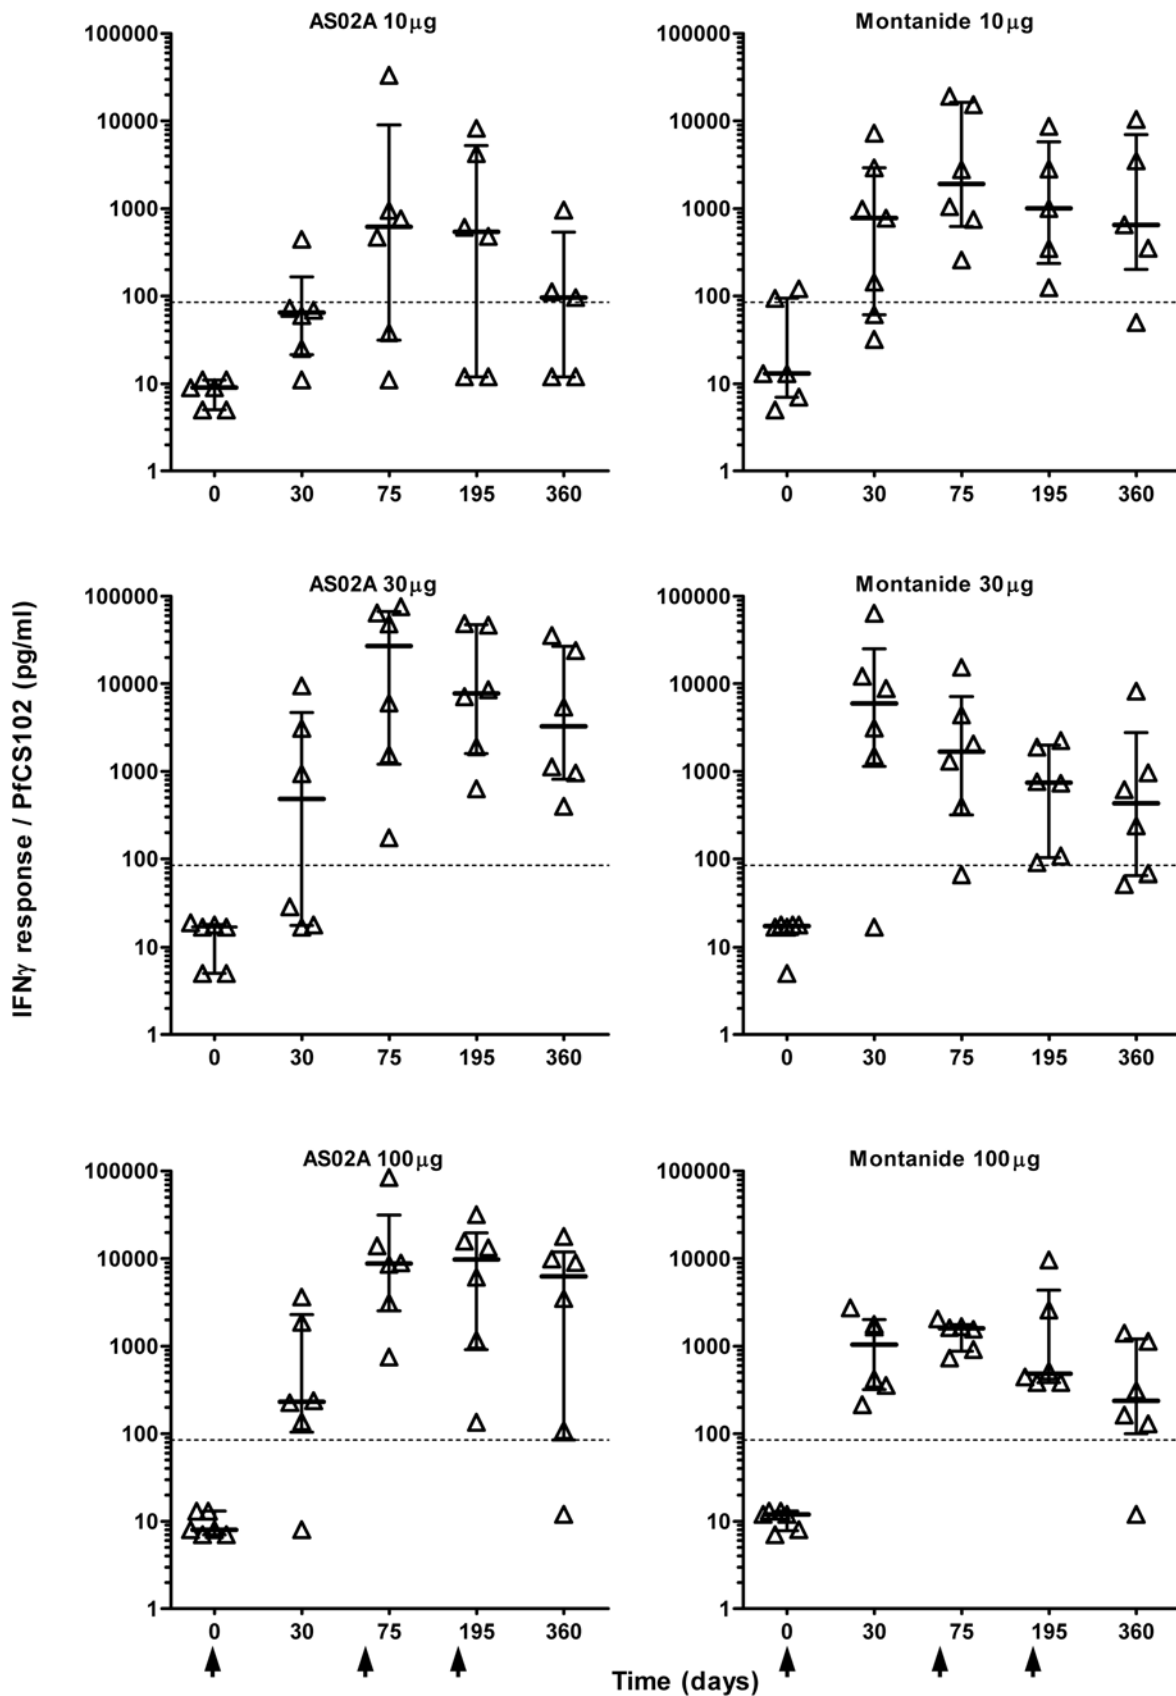 AS02A 10µg
100000
10000
1000
100
10
1
0 30 75 195 360
Montanide 10µg
100000
10000
1000
100
10
1
0 30 75 195 360
IFNγ response / PfCS102 (pg/ml)
AS02A 30µg
100000
10000
1000
100
10
1
0 30 75 195 360
Montanide 30µg
100000
10000
1000
100
10
1
0 30 75 195 360
AS02A 100µg
100000
10000
1000
100
10
1
0 30 75 195 360
Montanide 100µg
100000
10000
1000
100
10
1
0 30 75 195 360
Time (days)